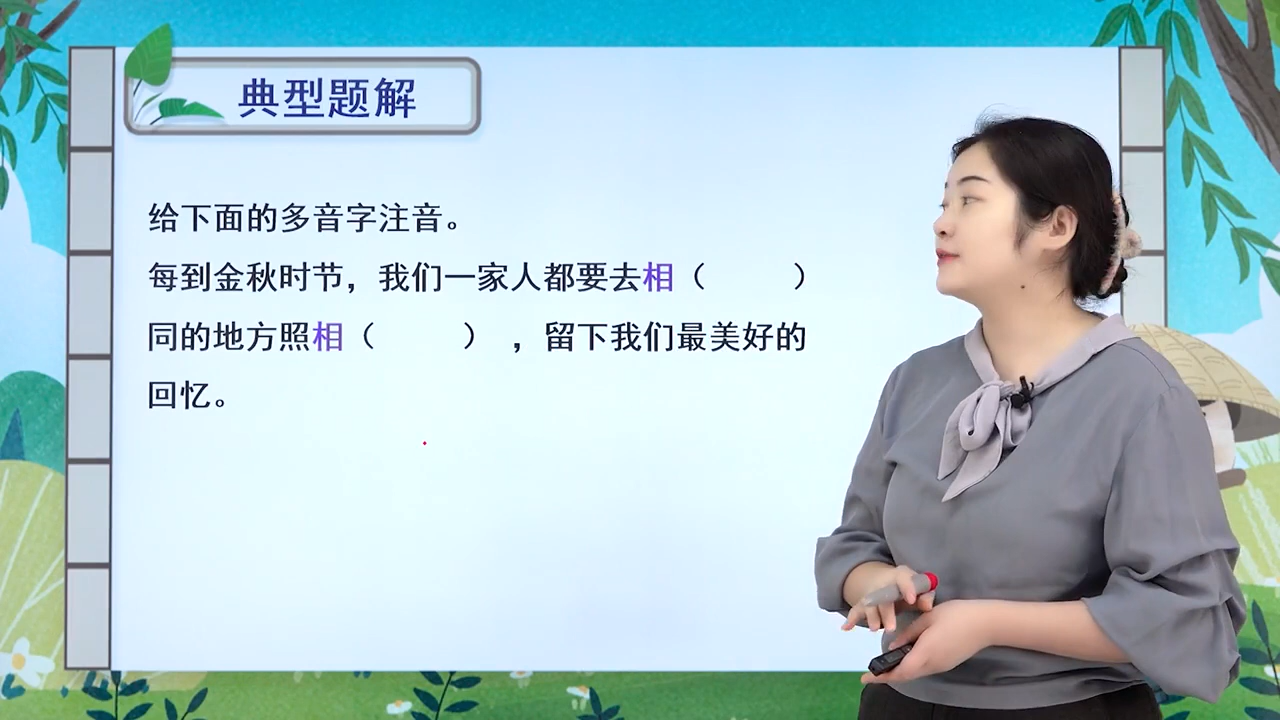 典型题解
给下面的多音字注音。
每到金秋时节，我们一家人都要去相（　　）
同的地方照相（　　），留下我们最美好的
回忆。